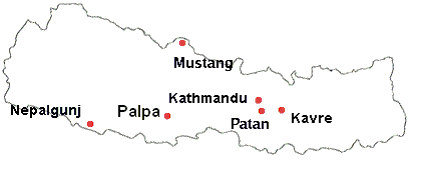 Mustang
Kathmandu
Nepalgunj
Palpa
Patan
Kavre